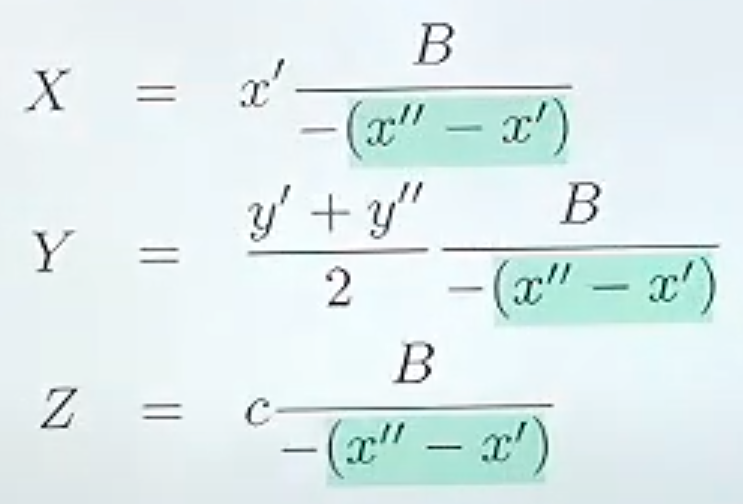 X = x' B / -(x'' - x')
Y = y' + y'' / 2 B / -(x'' - x')
Z = c B / -(x'' - x')